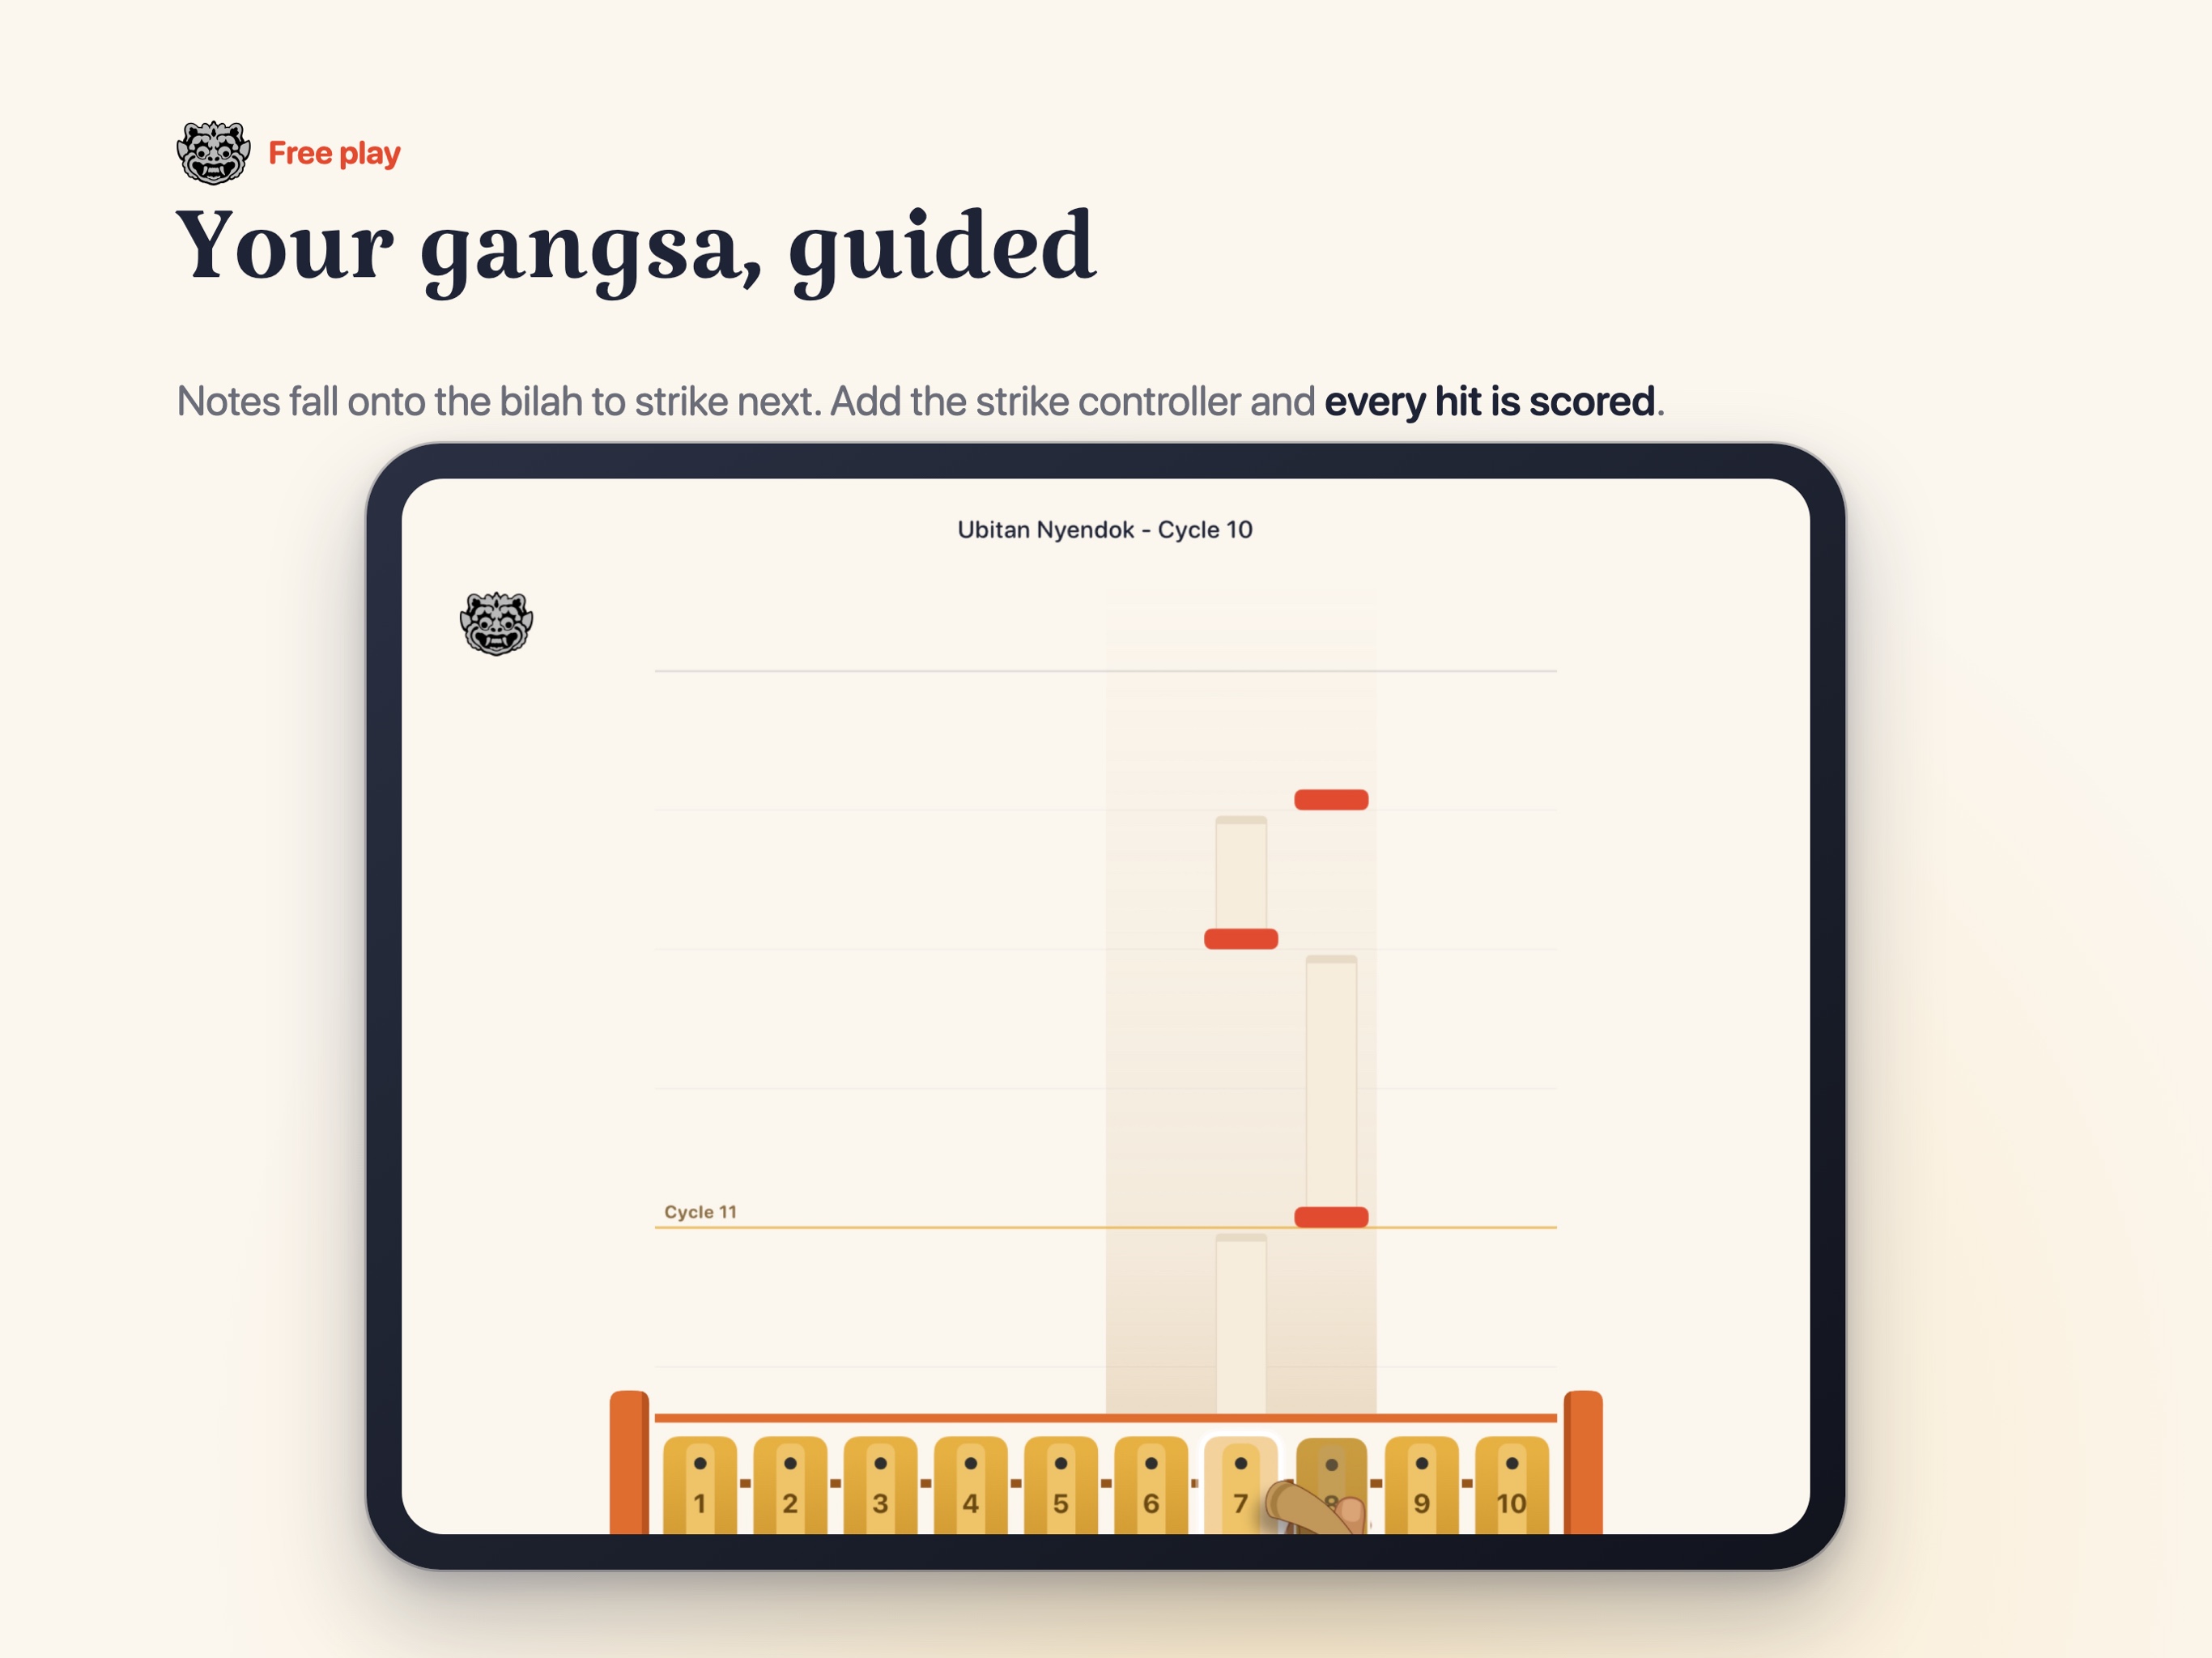 Free play
Your gangsa, guided
Notes fall onto the bilah to strike next. Add the strike controller and every hit is scored.
Ubitan Nyendok - Cycle 10
Cycle 11
1 2 3 4 5 6 7 8 9 10